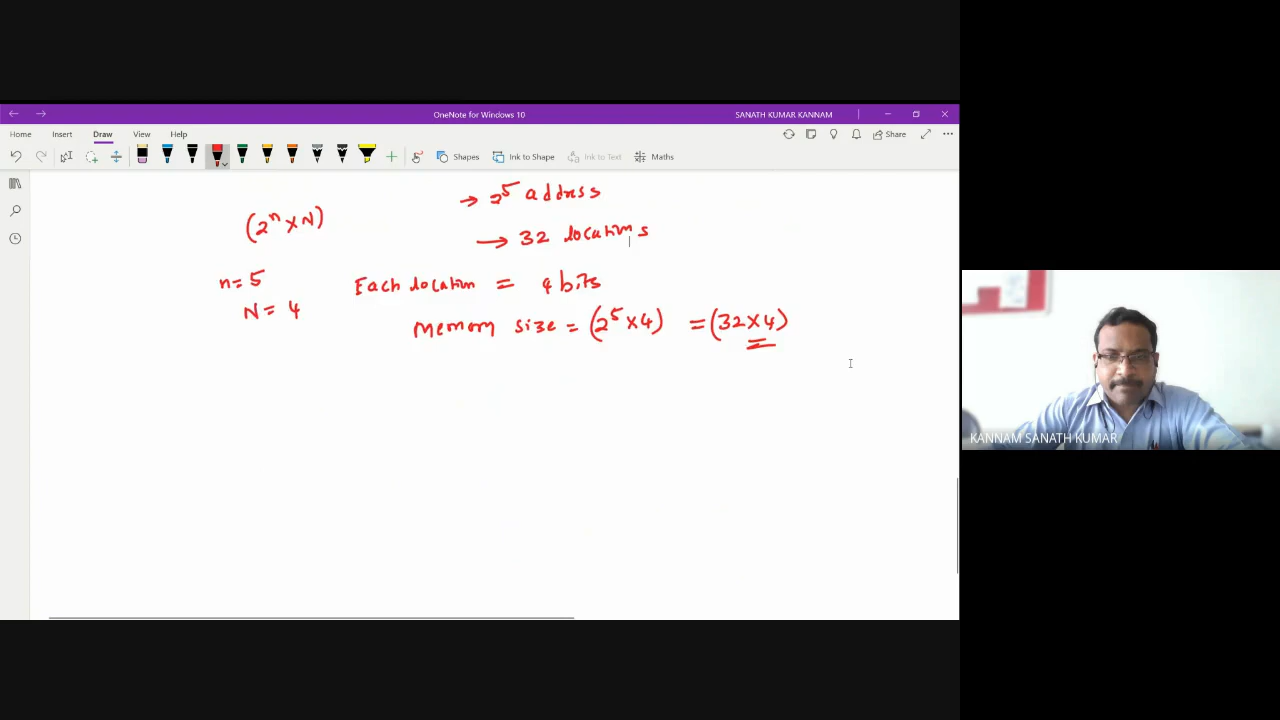 OneNote for Windows 10
SANATH KUMAR KANNAM
Home Insert Draw View Help
Share
Shapes Ink to Shape Ink to Text Maths
→ 2⁵ address
(2ⁿ × N)
→ 32 locations
n = 5
Each location = 4 bits
N = 4
Memory size = (2⁵ × 4) = (32 × 4)
KANNAM SANATH KUMAR